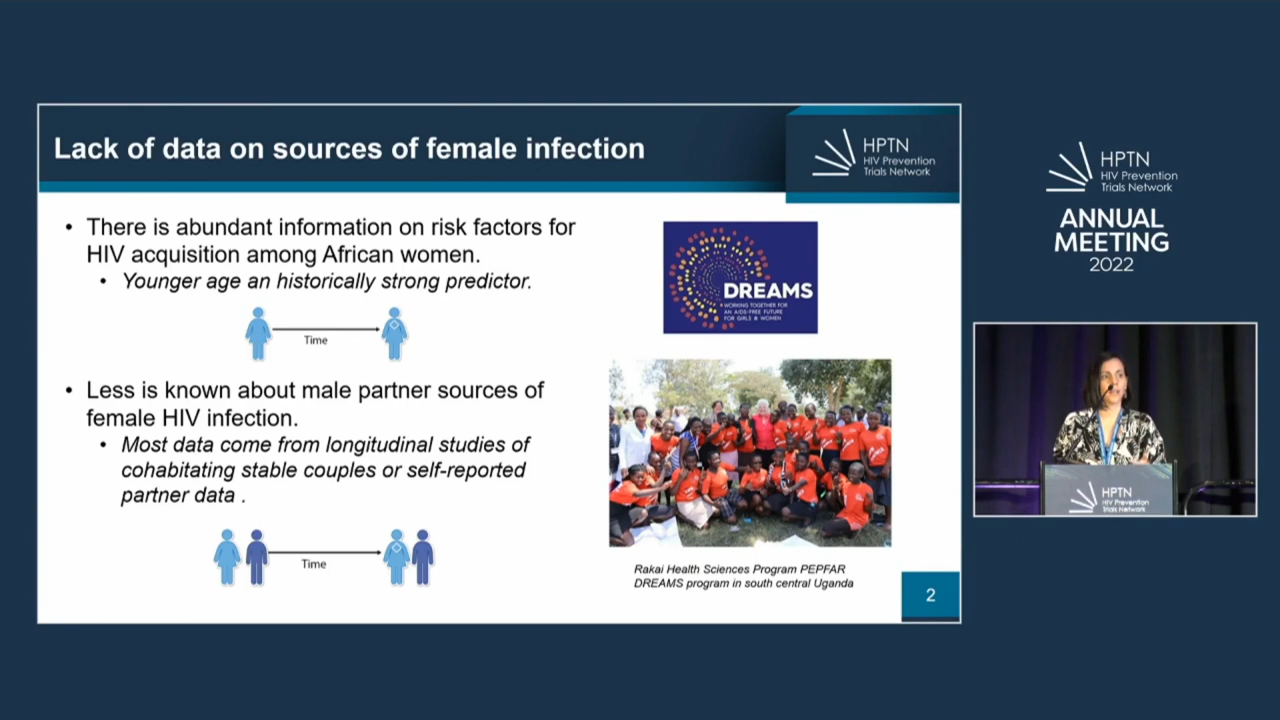 Lack of data on sources of female infection
HPTN
HIV Prevention
Trials Network
• There is abundant information on risk factors for
HIV acquisition among African women.
• Younger age an historically strong predictor.
Time
• Less is known about male partner sources of
female HIV infection.
• Most data come from longitudinal studies of
cohabitating stable couples or self-reported
partner data .
Time
DREAMS
WORKING TOGETHER FOR
AN AIDS-FREE FUTURE
FOR GIRLS & WOMEN
Rakai Health Sciences Program PEPFAR
DREAMS program in south central Uganda
2
HPTN
HIV Prevention
Trials Network
ANNUAL
MEETING
2022
HPTN
HIV Prevention
Trials Network